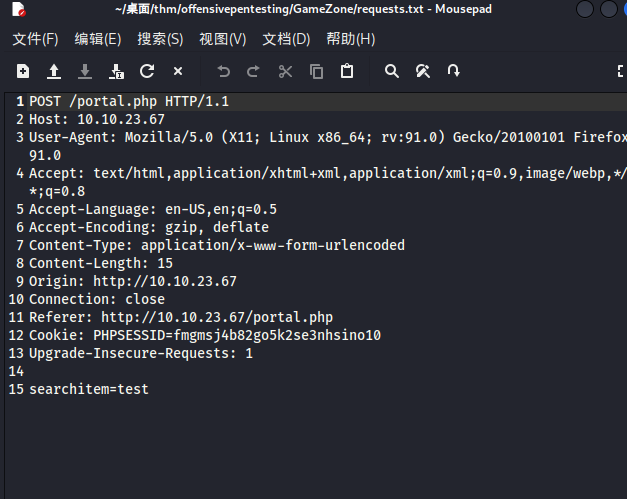 ~/桌面/thm/offensivepentesting/GameZone/requests.txt - Mousepad
文件(F) 编辑(E) 搜索(S) 视图(V) 文档(D) 帮助(H)
1 POST /portal.php HTTP/1.1
2 Host: 10.10.23.67
3 User-Agent: Mozilla/5.0 (X11; Linux x86_64; rv:91.0) Gecko/20100101 Firefox
91.0
4 Accept: text/html,application/xhtml+xml,application/xml;q=0.9,image/webp,*/
*;q=0.8
5 Accept-Language: en-US,en;q=0.5
6 Accept-Encoding: gzip, deflate
7 Content-Type: application/x-www-form-urlencoded
8 Content-Length: 15
9 Origin: http://10.10.23.67
10 Connection: close
11 Referer: http://10.10.23.67/portal.php
12 Cookie: PHPSESSID=fmgmsj4b82go5k2se3nhsino10
13 Upgrade-Insecure-Requests: 1
14
15 searchitem=test